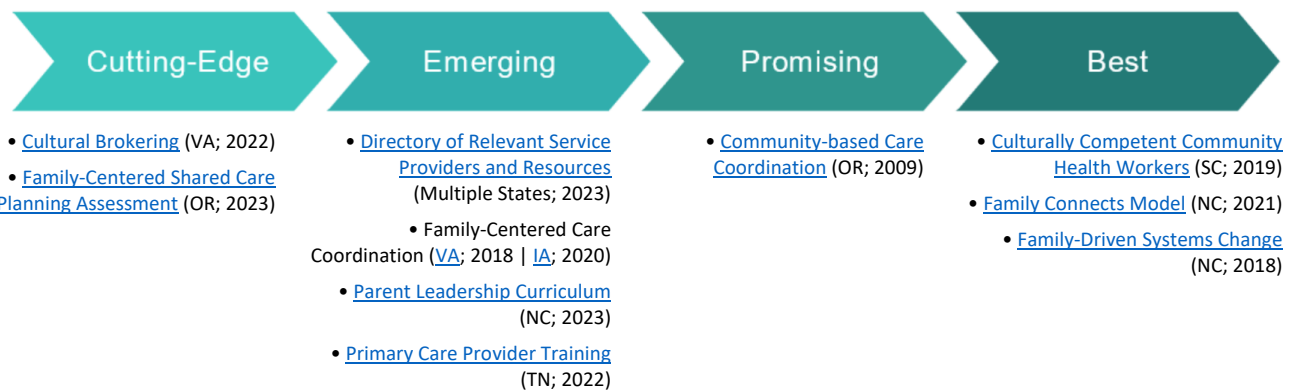 Cutting-Edge
• Cultural Brokering (VA; 2022)
• Family-Centered Shared Care
Planning Assessment (OR; 2023)
Emerging
• Directory of Relevant Service
Providers and Resources
(Multiple States; 2023)
• Family-Centered Care
Coordination (VA; 2018 | IA; 2020)
• Parent Leadership Curriculum
(NC; 2023)
• Primary Care Provider Training
(TN; 2022)
Promising
• Community-based Care
Coordination (OR; 2009)
Best
• Culturally Competent Community
Health Workers (SC; 2019)
• Family Connects Model (NC; 2021)
• Family-Driven Systems Change
(NC; 2018)